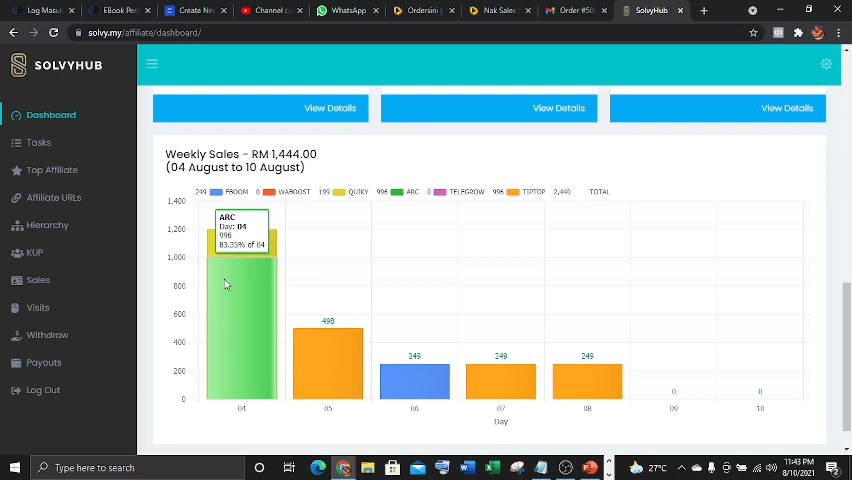 Log Masuk
EBook Per
Create Ne
Channel c
WhatsApp
Ordersini |
Nak Sales
Order #50
SolvyHub
solvy.my/affiliate/dashboard/
SOLVYHUB
Dashboard
Tasks
Top Affiliate
Affiliate URLs
Hierarchy
KUP
Sales
Visits
Withdraw
Payouts
Log Out
View Details View Details View Details
Weekly Sales - RM 1,444.00
(04 August to 10 August)
249 EBOOM 0 WABOOST 199 QUIKY 996 ARC 0 TELEGROW 996 TIPTOP 2,440 TOTAL
1,400
1,200
1,000
800
600
400
200
0
ARC
Day: 04
996
83.35% of 04
498
249
249
249
0
0
04 05 06 07 08 09 10
Day
Type here to search
27°C
11:43 PM
8/10/2021
2